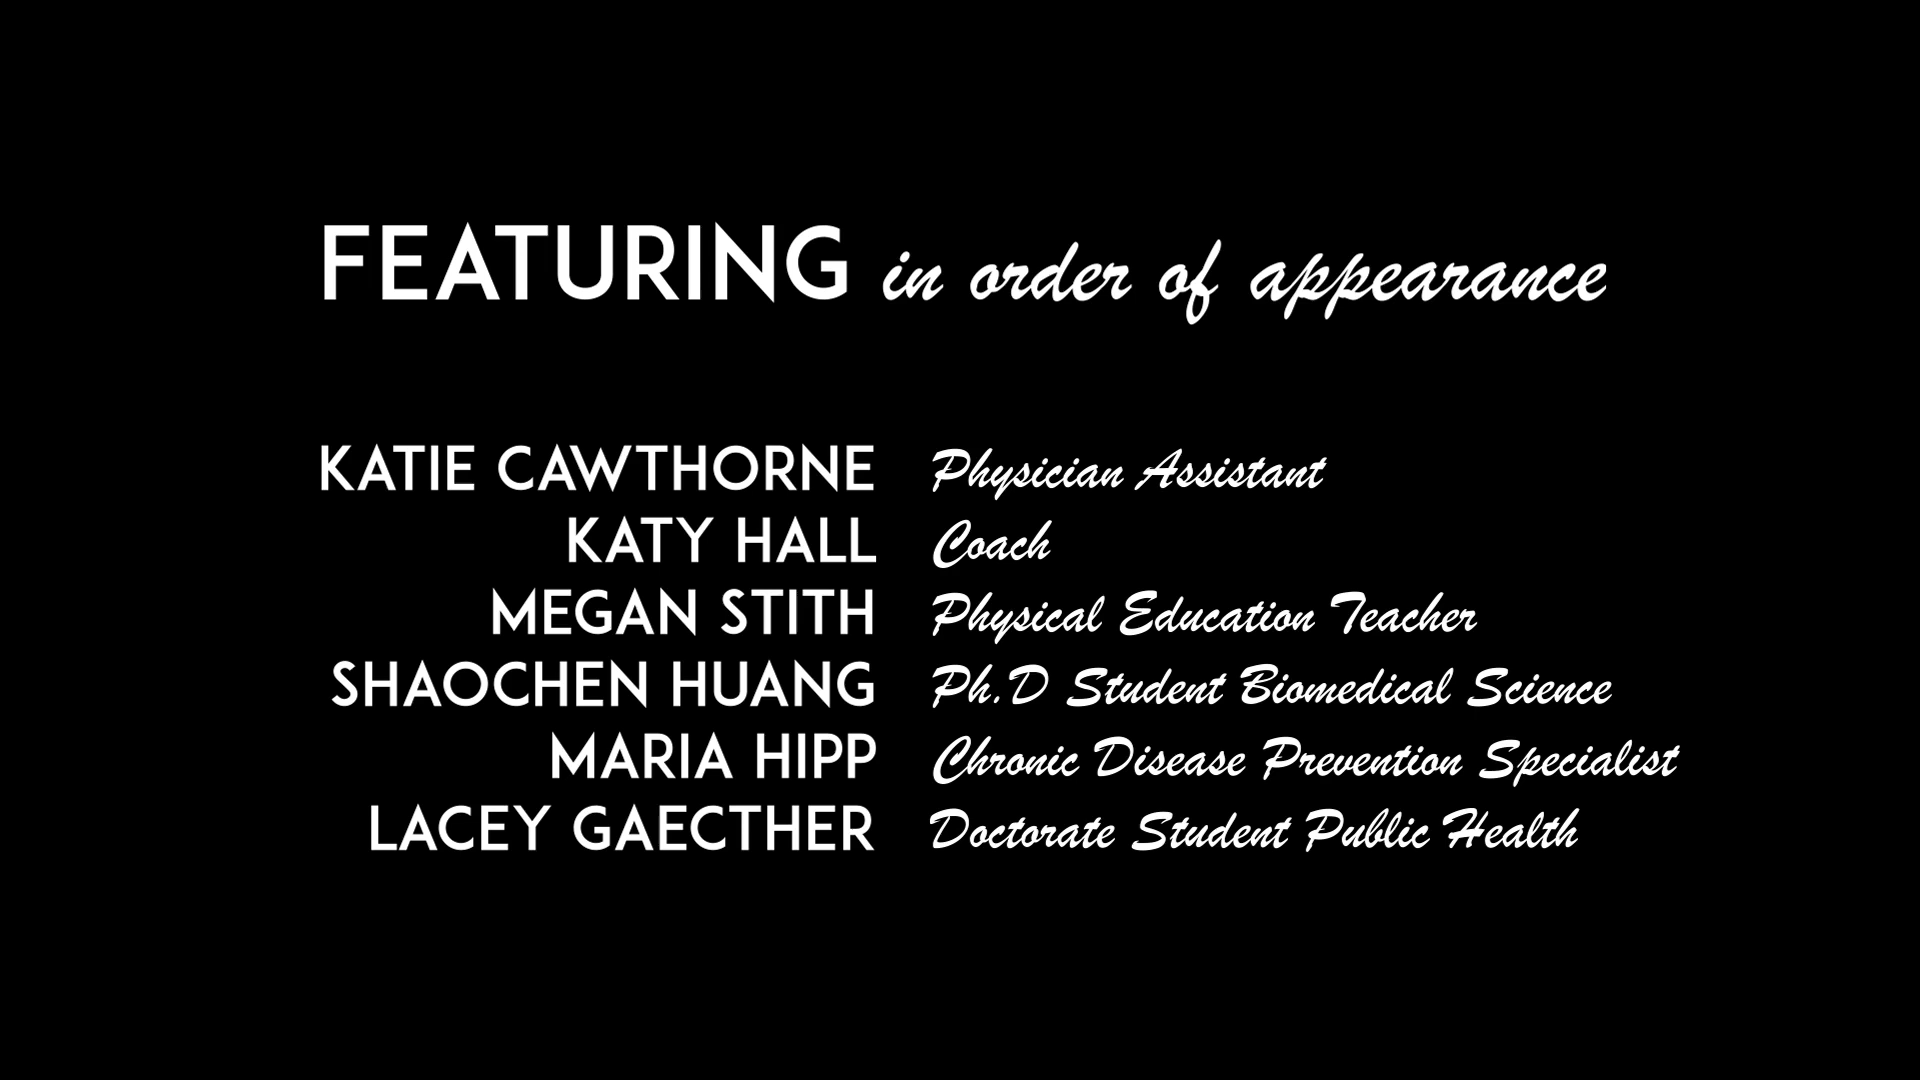 FEATURING in order of appearance
KATIE CAWTHORNE Physician Assistant
KATY HALL Coach
MEGAN STITH Physical Education Teacher
SHAOCHEN HUANG Ph.D Student Biomedical Science
MARIA HIPP Chronic Disease Prevention Specialist
LACEY GAECTHER Doctorate Student Public Health